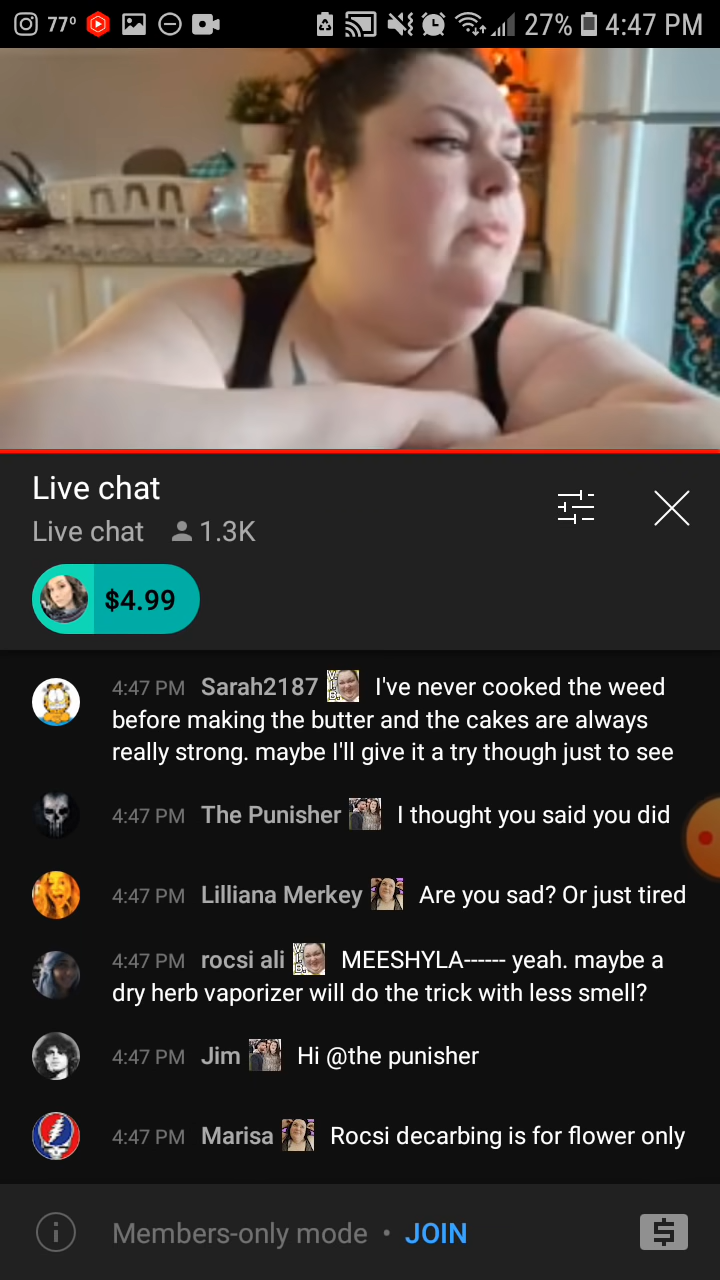 77° 27% 4:47 PM
Live chat
Live chat 1.3K
$4.99
4:47 PM Sarah2187 I've never cooked the weed
before making the butter and the cakes are always
really strong. maybe I'll give it a try though just to see
4:47 PM The Punisher I thought you said you did
4:47 PM Lilliana Merkey Are you sad? Or just tired
4:47 PM rocsi ali MEESHYLA------ yeah. maybe a
dry herb vaporizer will do the trick with less smell?
4:47 PM Jim Hi @the punisher
4:47 PM Marisa Rocsi decarbing is for flower only
Members-only mode • JOIN